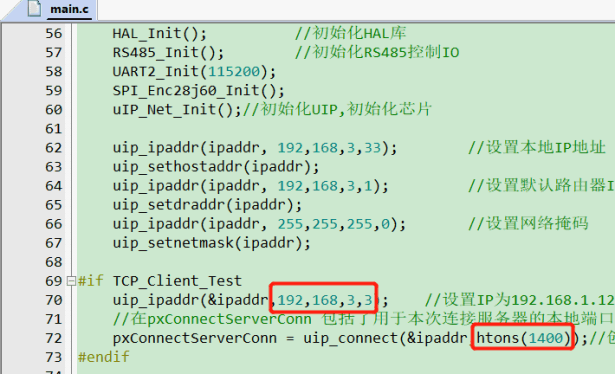 main.c
56 HAL_Init(); //初始化HAL库
57 RS485_Init(); //初始化RS485控制IO
58 UART2_Init(115200);
59 SPI_Enc28j60_Init();
60 uIP_Net_Init();//初始化UIP,初始化芯片
61
62 uip_ipaddr(ipaddr, 192,168,3,33); //设置本地IP地址
63 uip_sethostaddr(ipaddr);
64 uip_ipaddr(ipaddr, 192,168,3,1); //设置默认路由器I
65 uip_setdraddr(ipaddr);
66 uip_ipaddr(ipaddr, 255,255,255,0); //设置网络掩码
67 uip_setnetmask(ipaddr);
68
69 #if TCP_Client_Test
70 uip_ipaddr(&ipaddr,192,168,3,3); //设置IP为192.168.1.12
71 //在pxConnectServerConn 包括了用于本次连接服务器的本地端口
72 pxConnectServerConn = uip_connect(&ipaddr,htons(1400));//
73 #endif